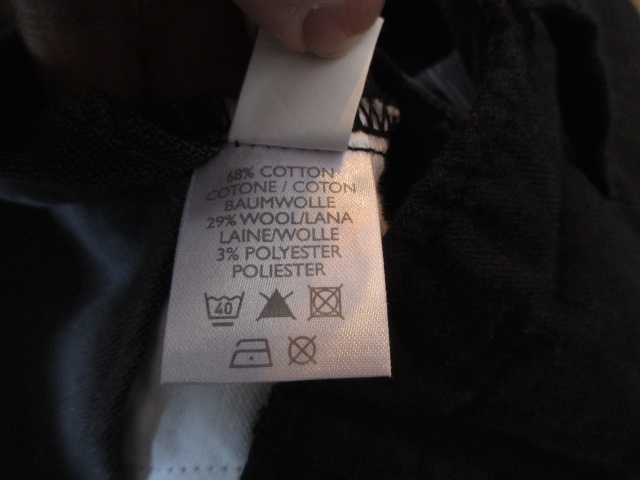 68% COTTON
COTONE / COTON
BAUMWOLLE
29% WOOL/LANA
LAINE/WOLLE
3% POLYESTER
POLIESTER
40